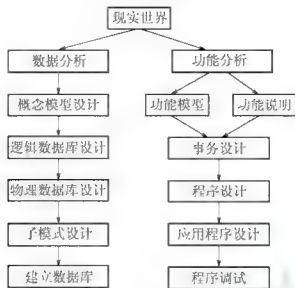 现实世界
数据分析 功能分析
概念模型设计 功能模型 功能说明
逻辑数据库设计 事务设计
物理数据库设计 程序设计
子模式设计 应用程序设计
建立数据库 程序调试